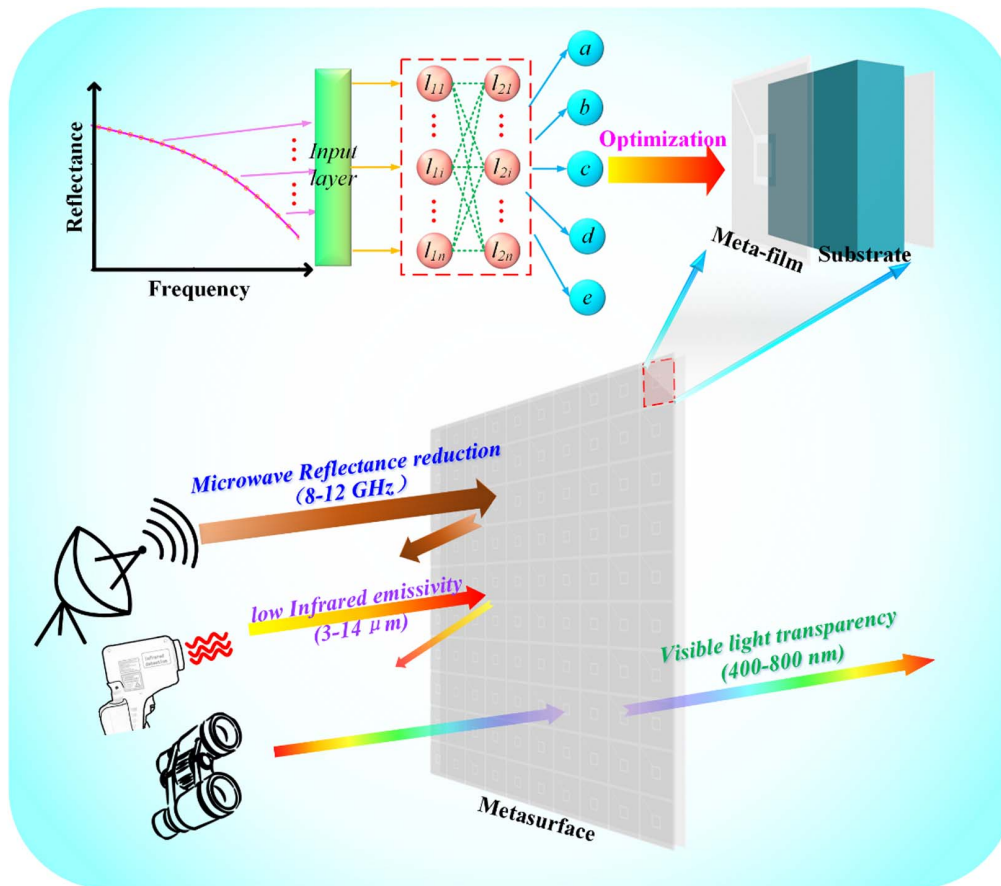 Reflectance
Frequency
Input
layer
l11
l21
l1i
l2i
l1n
l2n
a
b
c
d
e
Optimization
Meta-film
Substrate
Microwave Reflectance reduction
(8-12 GHz)
low Infrared emissivity
(3-14 μm)
Infrared
Visible light transparency
(400-800 nm)
Metasurface